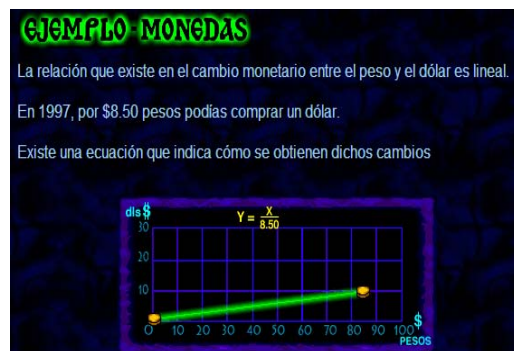 EJEMPLO - MONEDAS
La relación que existe en el cambio monetario entre el peso y el dólar es lineal.
En 1997, por $8.50 pesos podías comprar un dólar.
Existe una ecuación que indica cómo se obtienen dichos cambios
dls $
Y = X / 8.50
30
20
10
0 10 20 30 40 50 60 70 80 90 100 $
PESOS